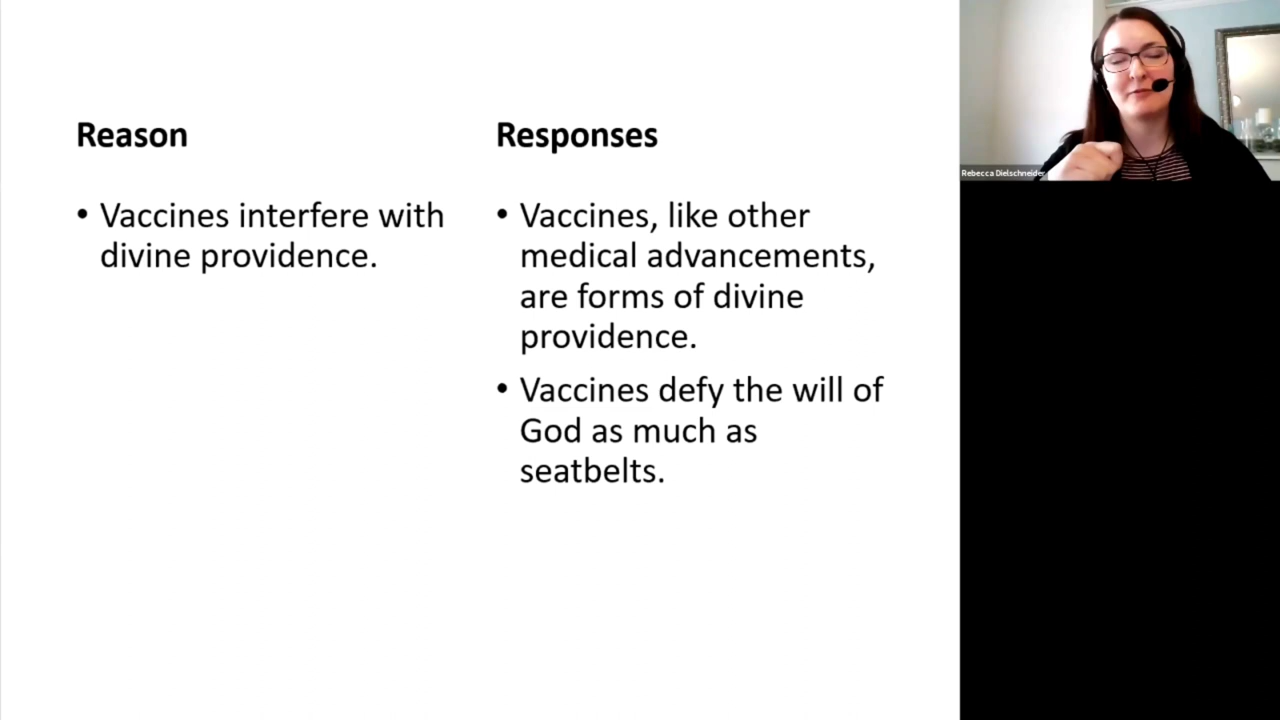 Reason
• Vaccines interfere with
divine providence.
Responses
• Vaccines, like other
medical advancements,
are forms of divine
providence.
• Vaccines defy the will of
God as much as
seatbelts.
Rebecca Dielschneider